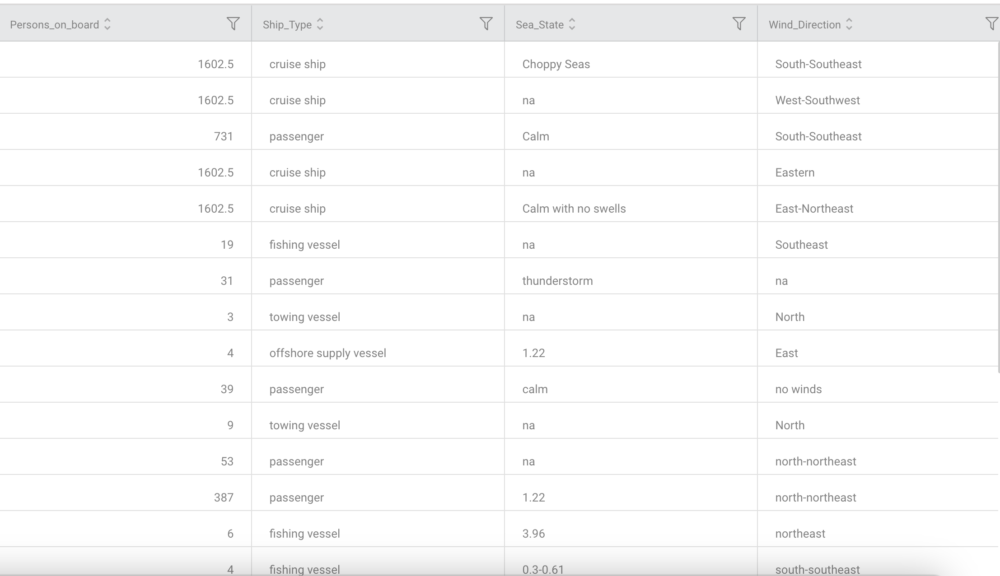 Persons_on_board Ship_Type Sea_State Wind_Direction
1602.5 cruise ship Choppy Seas South-Southeast
1602.5 cruise ship na West-Southwest
731 passenger Calm South-Southeast
1602.5 cruise ship na Eastern
1602.5 cruise ship Calm with no swells East-Northeast
19 fishing vessel na Southeast
31 passenger thunderstorm na
3 towing vessel na North
4 offshore supply vessel 1.22 East
39 passenger calm no winds
9 towing vessel na North
53 passenger na north-northeast
387 passenger 1.22 north-northeast
6 fishing vessel 3.96 northeast
4 fishing vessel 0.3-0.61 south-southeast